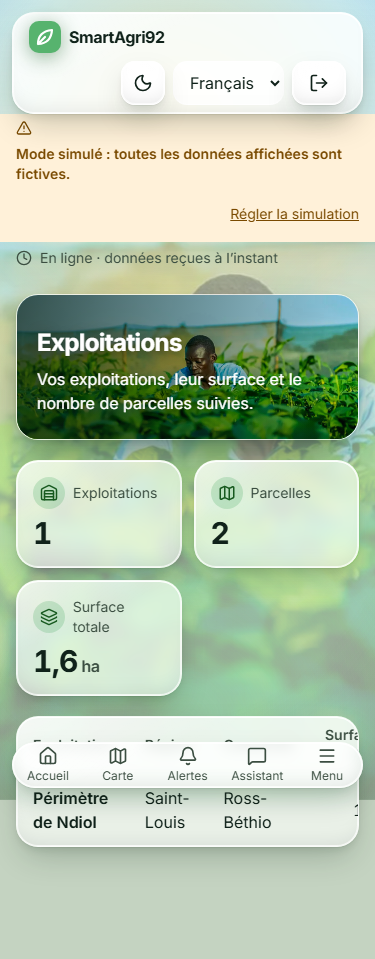 SmartAgri92
Français
Mode simulé : toutes les données affichées sont
fictives.
Régler la simulation
En ligne · données reçues à l’instant
Exploitations
Vos exploitations, leur surface et le
nombre de parcelles suivies.
Exploitations
1
Parcelles
2
Surface
totale
1,6 ha
Accueil
Carte
Alertes
Assistant
Menu
Périmètre
de Ndiol
Saint-
Louis
Ross-
Béthio